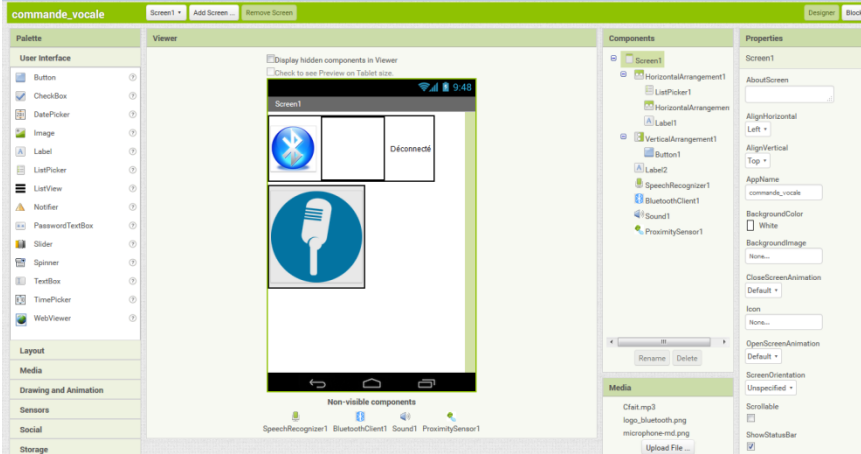 commande_vocale
Screen1
Add Screen ...
Remove Screen
Designer
Block
Palette
User Interface
Button
CheckBox
DatePicker
Image
Label
ListPicker
ListView
Notifier
PasswordTextBox
Slider
Spinner
TextBox
TimePicker
WebViewer
Layout
Media
Drawing and Animation
Sensors
Social
Storage
Viewer
Display hidden components in Viewer
Check to see Preview on Tablet size.
9:48
Screen1
Déconnecté
Non-visible components
SpeechRecognizer1 BluetoothClient1 Sound1 ProximitySensor1
Components
Screen1
HorizontalArrangement1
ListPicker1
HorizontalArrangemen
Label1
VerticalArrangement1
Button1
Label2
SpeechRecognizer1
BluetoothClient1
Sound1
ProximitySensor1
Rename
Delete
Media
Cfait.mp3
logo_bluetooth.png
microphone-md.png
Upload File ...
Properties
Screen1
AboutScreen
AlignHorizontal
Left
AlignVertical
Top
AppName
commande_vocale
BackgroundColor
White
BackgroundImage
None...
CloseScreenAnimation
Default
Icon
None...
OpenScreenAnimation
Default
ScreenOrientation
Unspecified
Scrollable
ShowStatusBar